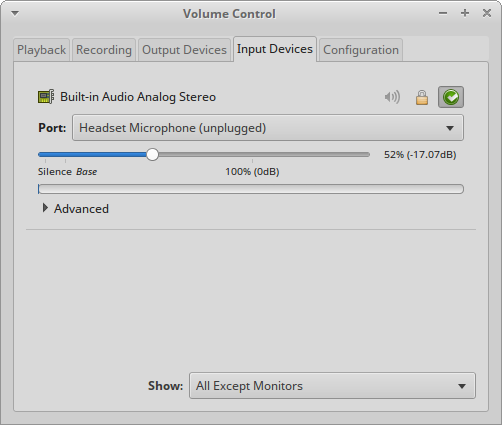 Volume Control
Playback Recording Output Devices Input Devices Configuration
Built-in Audio Analog Stereo
Port: Headset Microphone (unplugged)
52% (-17.07dB)
Silence Base 100% (0dB)
Advanced
Show: All Except Monitors